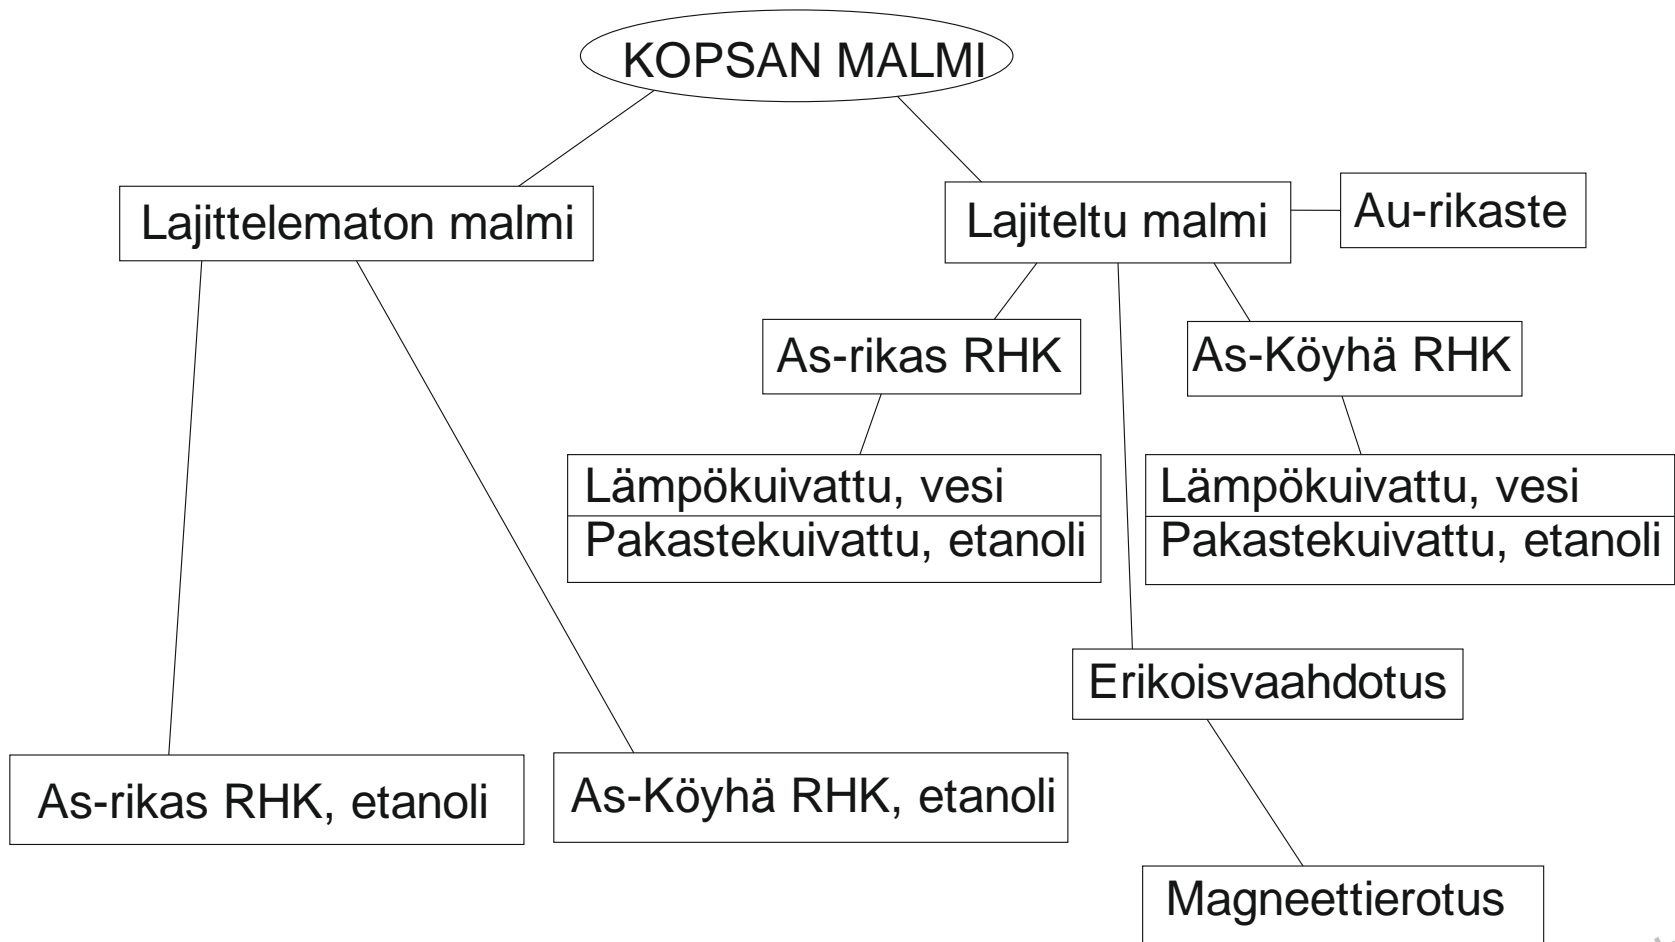 KOPSAN MALMI
Lajittelematon malmi
Lajiteltu malmi
Au-rikaste
As-rikas RHK
As-Köyhä RHK
Lämpökuivattu, vesi
Pakastekuivattu, etanoli
Lämpökuivattu, vesi
Pakastekuivattu, etanoli
Erikoisvaahdotus
As-rikas RHK, etanoli
As-Köyhä RHK, etanoli
Magneettierotus